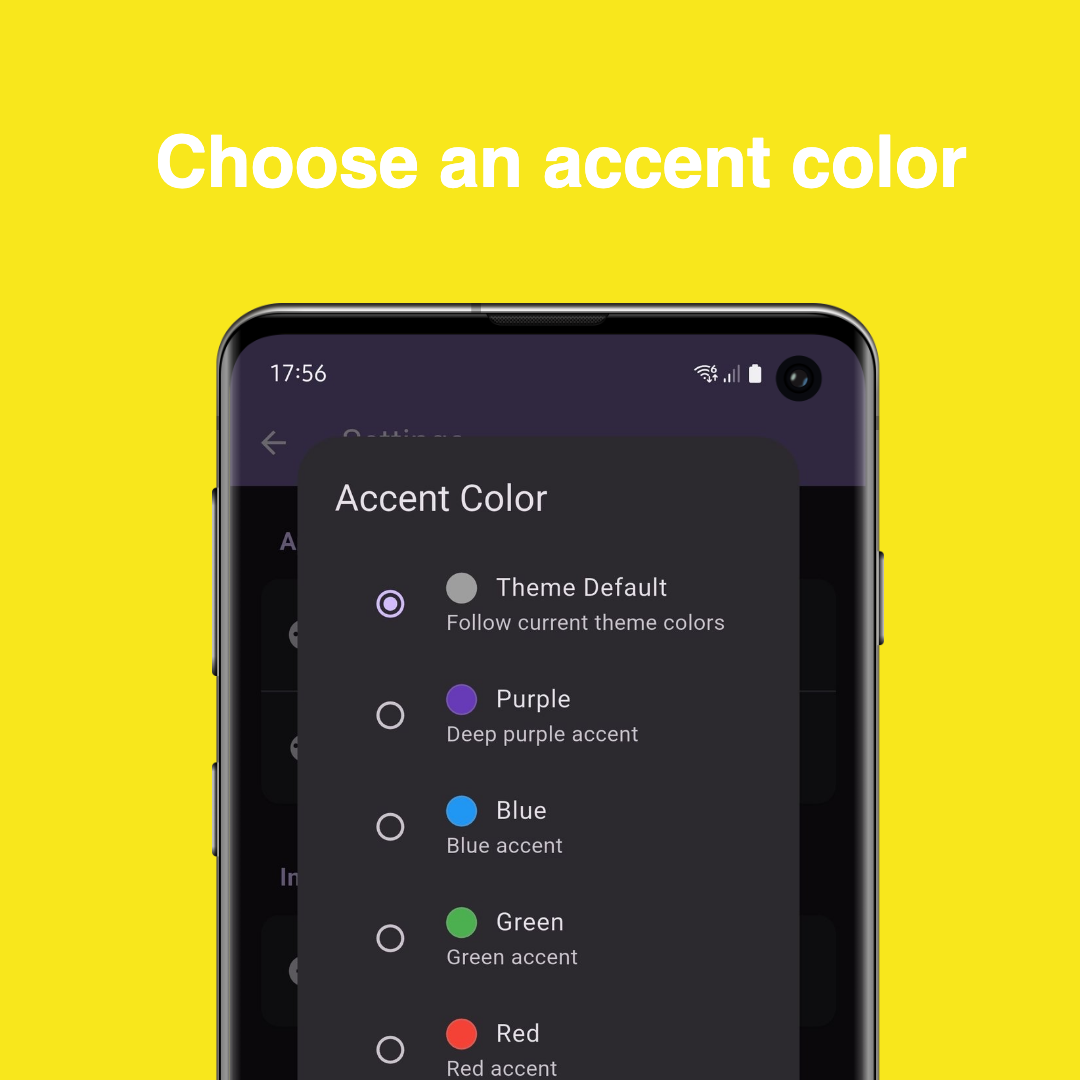 Choose an accent color
17:56
Accent Color
Theme Default
Follow current theme colors
Purple
Deep purple accent
Blue
Blue accent
Green
Green accent
Red
Red accent